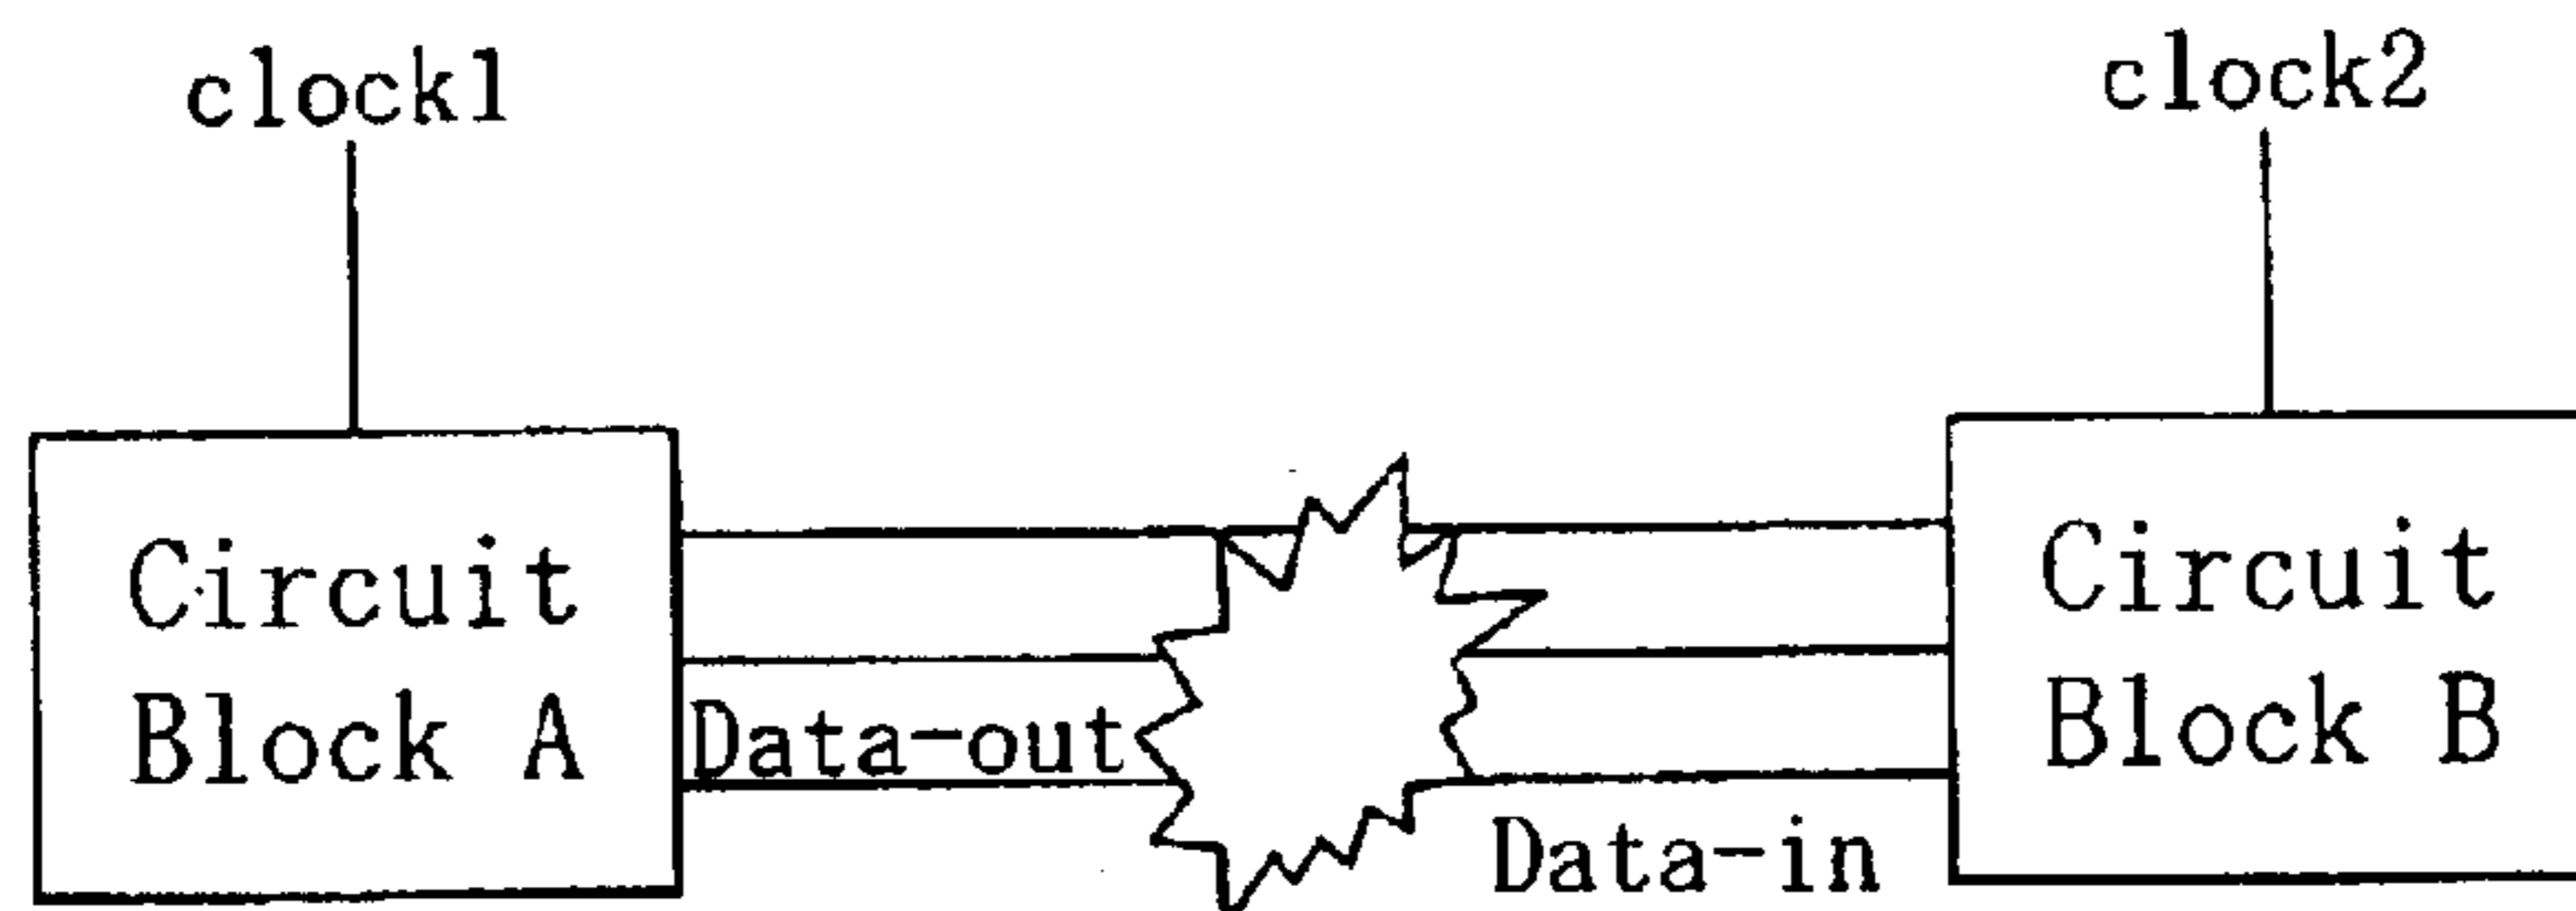 clock1
clock2
Circuit
Block A
Data-out
Data-in
Circuit
Block B